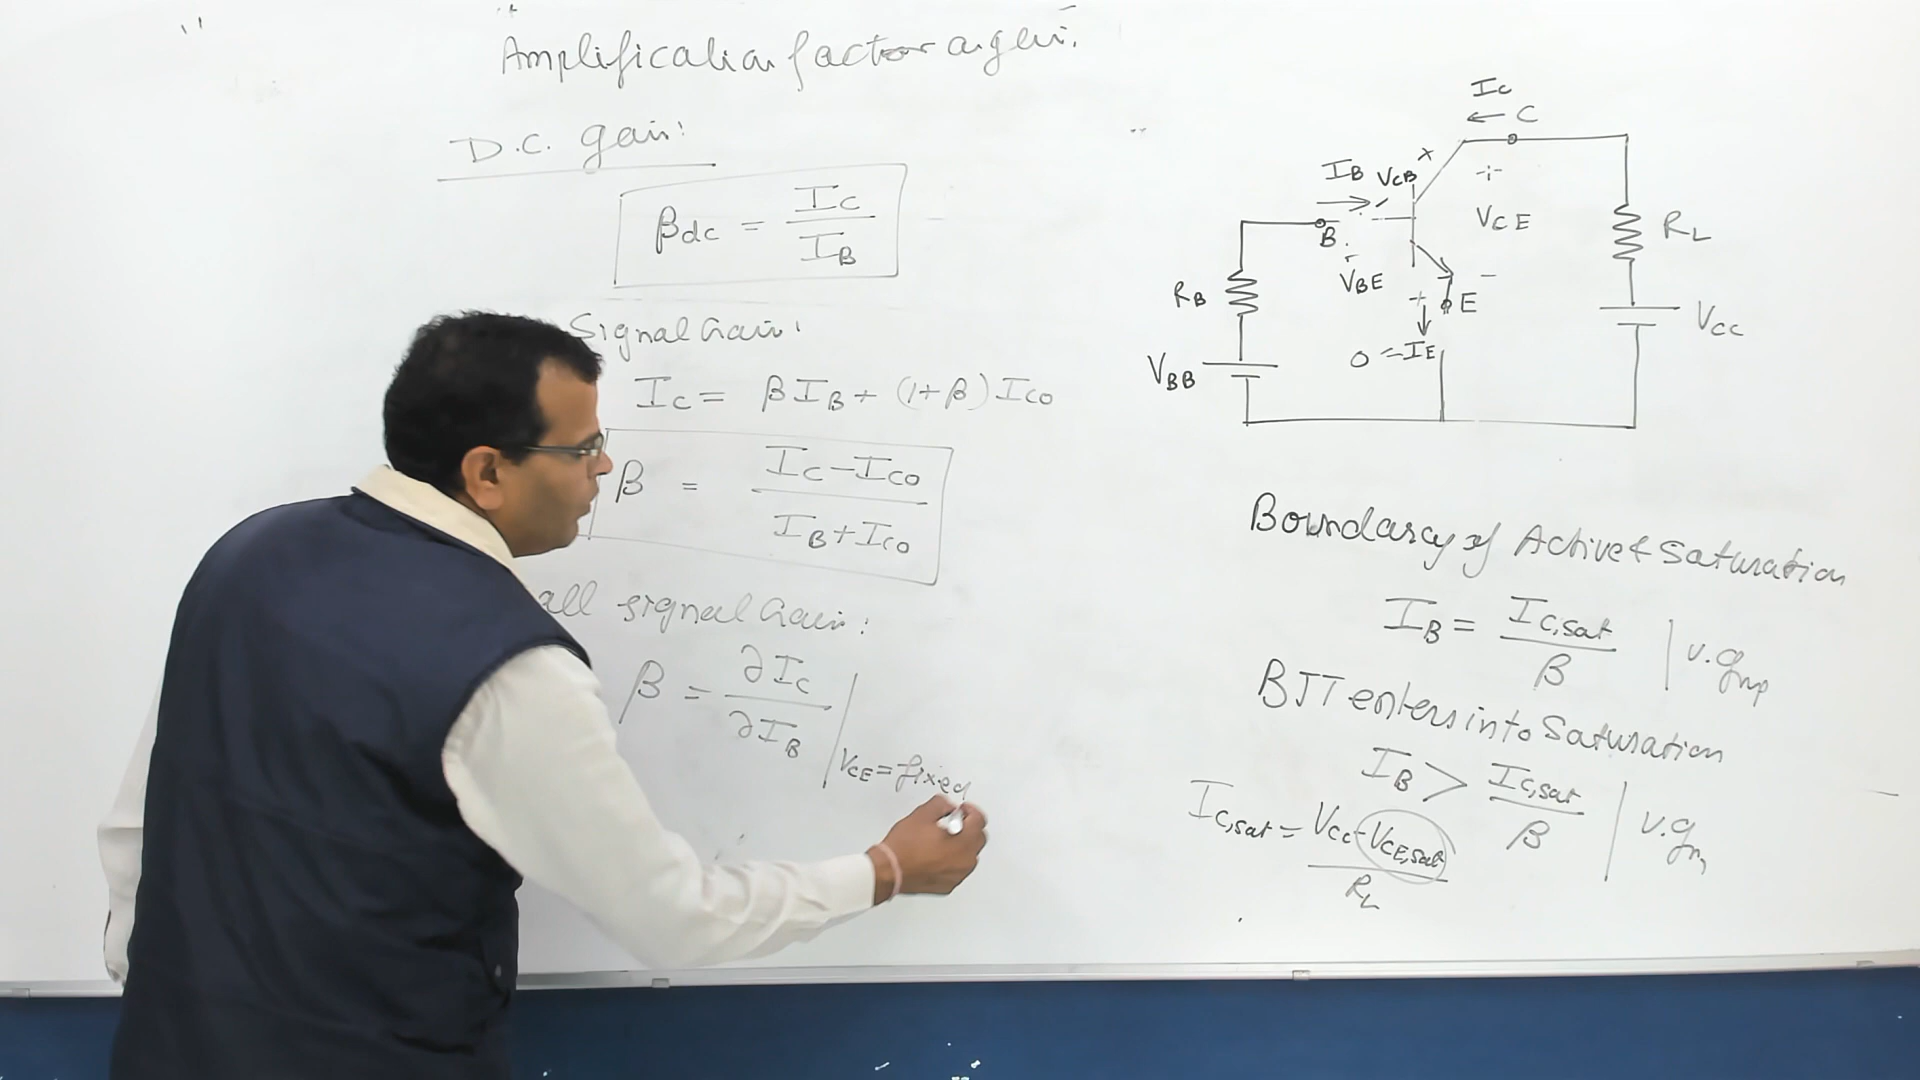 Amplification factor or gain.
D.C. gain:
βdc = IC / IB
Signal Gain:
IC = βIB + (1+β) ICO
β = IC − ICO / IB + ICO
all signal Gain:
β = ∂IC / ∂IB | VCE = fixed
IC
← C
IB VCB
+
VCE
−
B
VBE
+
E
0 = IE
RB
VBB
RL
VCC
Boundary of Active & Saturation
IB = IC,sat / β
BJT enters into Saturation
IB > IC,sat / β
IC,sat = VCC − VCE,sat / RL